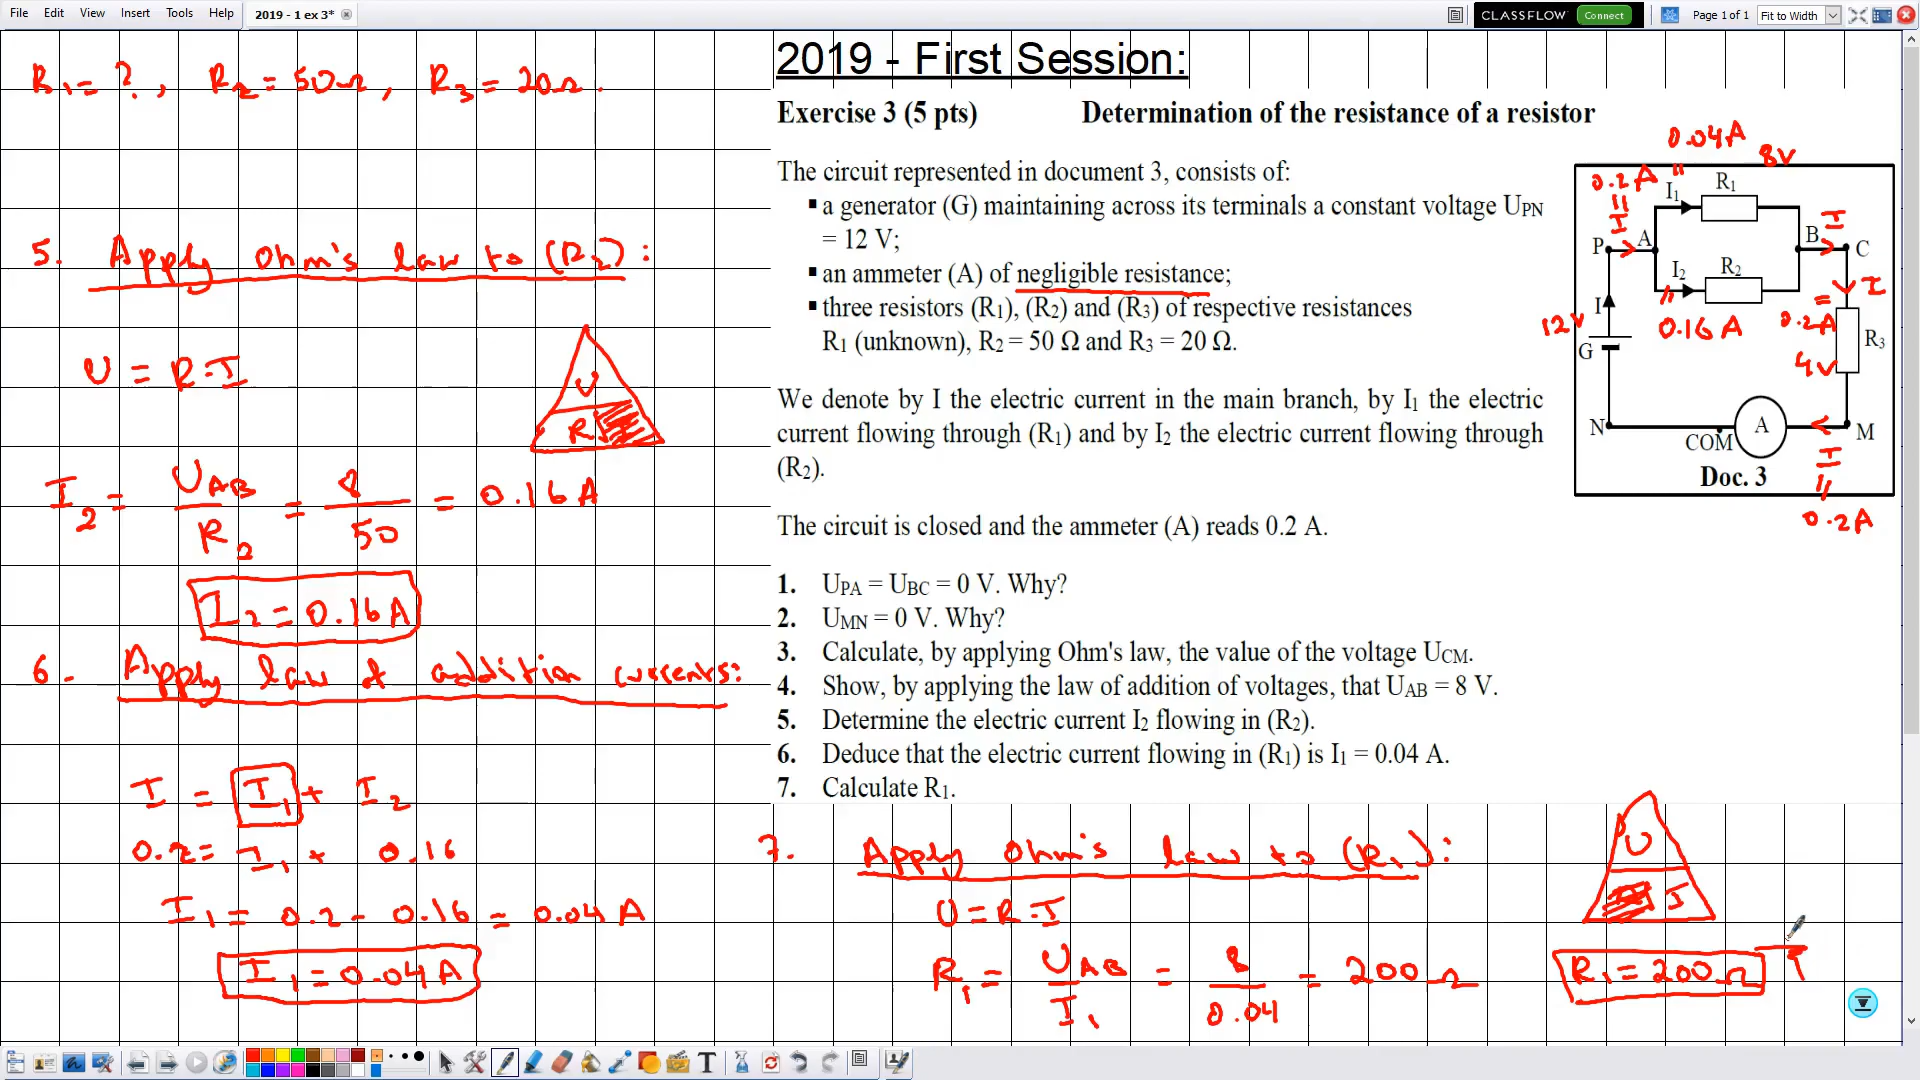 File Edit View Insert Tools Help 2019 - 1 ex 3* CLASSFLOW Connect Page 1 of 1 Fit to Width
R1 = ? , R2 = 50Ω , R3 = 20Ω .
5. Apply Ohm's law to (R2) :
U = R.I
U
R
I2 = UAB / R2 = 8 / 50 = 0.16 A
I2 = 0.16 A
6. Apply law of addition currents:
I = I1 + I2
0.2 = I1 + 0.16
I1 = 0.2 - 0.16 = 0.04 A
I1 = 0.04 A
2019 - First Session:
Exercise 3 (5 pts) Determination of the resistance of a resistor
The circuit represented in document 3, consists of:
▪ a generator (G) maintaining across its terminals a constant voltage UPN
= 12 V;
▪ an ammeter (A) of negligible resistance;
▪ three resistors (R1), (R2) and (R3) of respective resistances
R1 (unknown), R2 = 50 Ω and R3 = 20 Ω.
We denote by I the electric current in the main branch, by I1 the electric
current flowing through (R1) and by I2 the electric current flowing through
(R2).
The circuit is closed and the ammeter (A) reads 0.2 A.
1. UPA = UBC = 0 V. Why?
2. UMN = 0 V. Why?
3. Calculate, by applying Ohm's law, the value of the voltage UCM.
4. Show, by applying the law of addition of voltages, that UAB = 8 V.
5. Determine the electric current I2 flowing in (R2).
6. Deduce that the electric current flowing in (R1) is I1 = 0.04 A.
7. Calculate R1.
0.04 A
8V
0.2 A = I1 R1
I
I
P A B C
I2 R2
I
I = 0.16 A = 0.2 A
12V
G 4V R3
N COM A M
I
Doc. 3
=
0.2 A
7. Apply Ohm's law to (R1) :
U = R.I
R1 = UAB / I1 = 8 / 0.04 = 200 Ω
U
I
R1 = 200 Ω